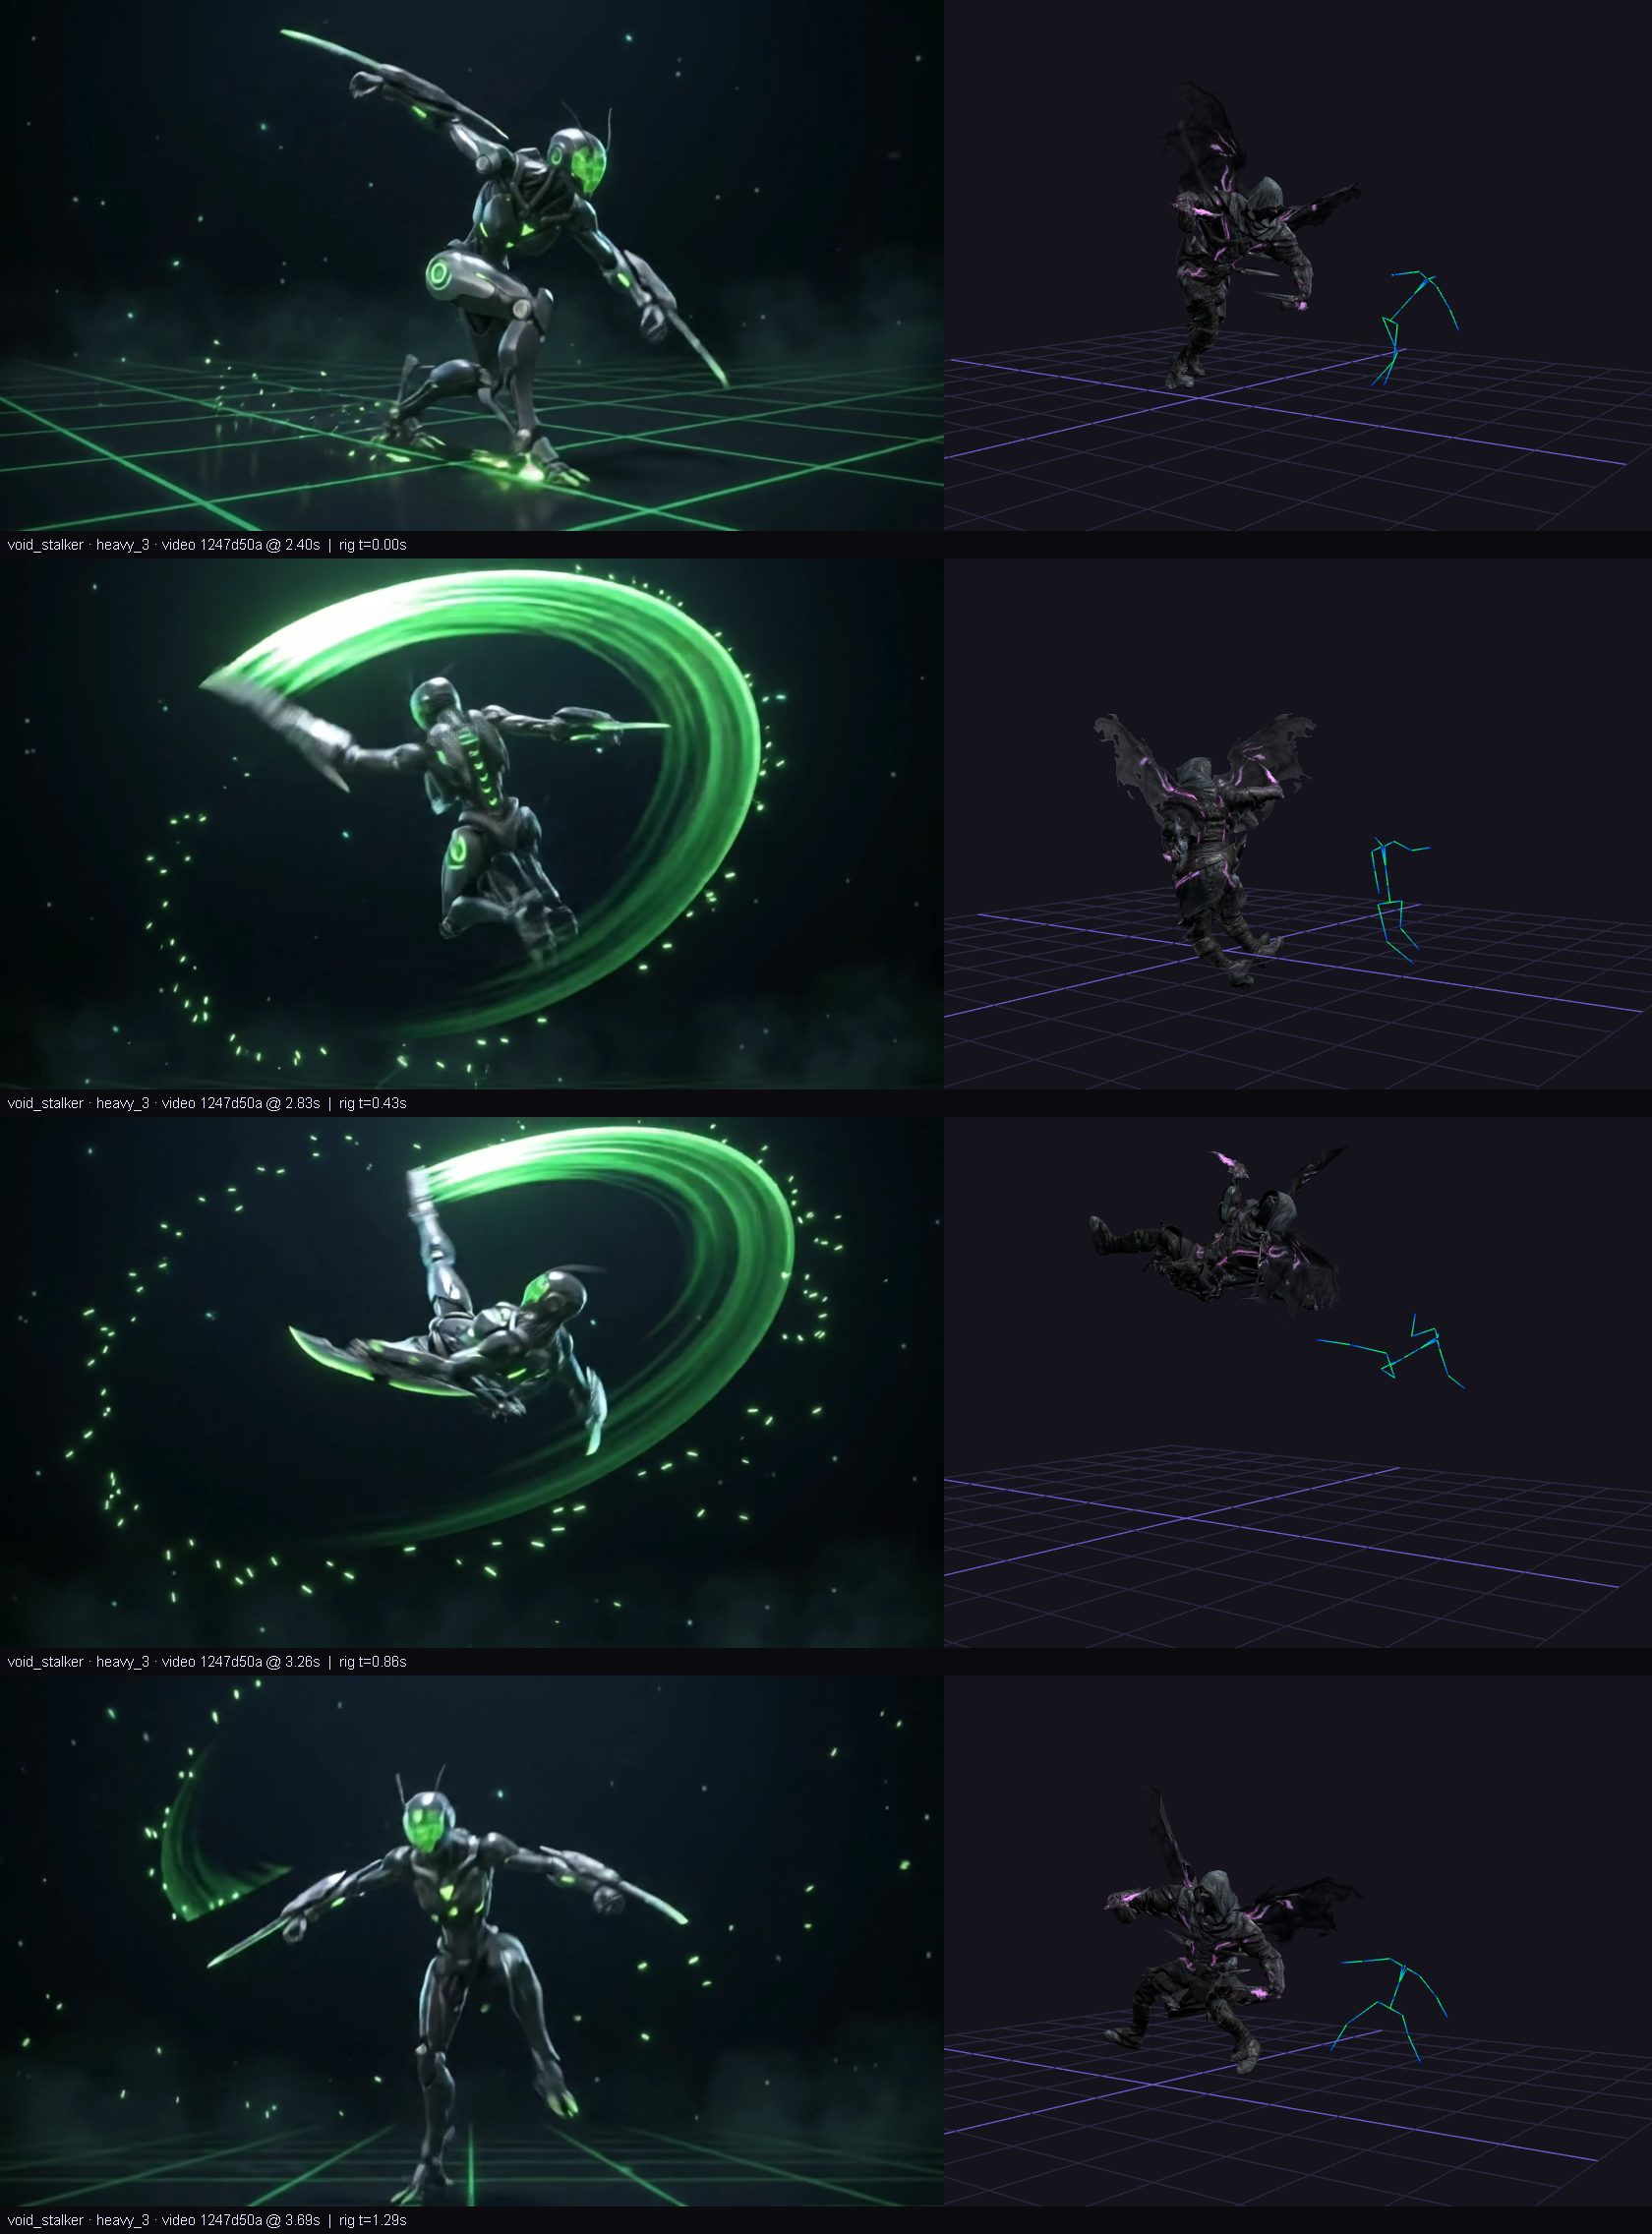 void_stalker · heavy_3 · video 1247d50a @ 2.40s | rig t=0.00s
void_stalker · heavy_3 · video 1247d50a @ 2.83s | rig t=0.43s
void_stalker · heavy_3 · video 1247d50a @ 3.26s | rig t=0.86s
void_stalker · heavy_3 · video 1247d50a @ 3.69s | rig t=1.29s